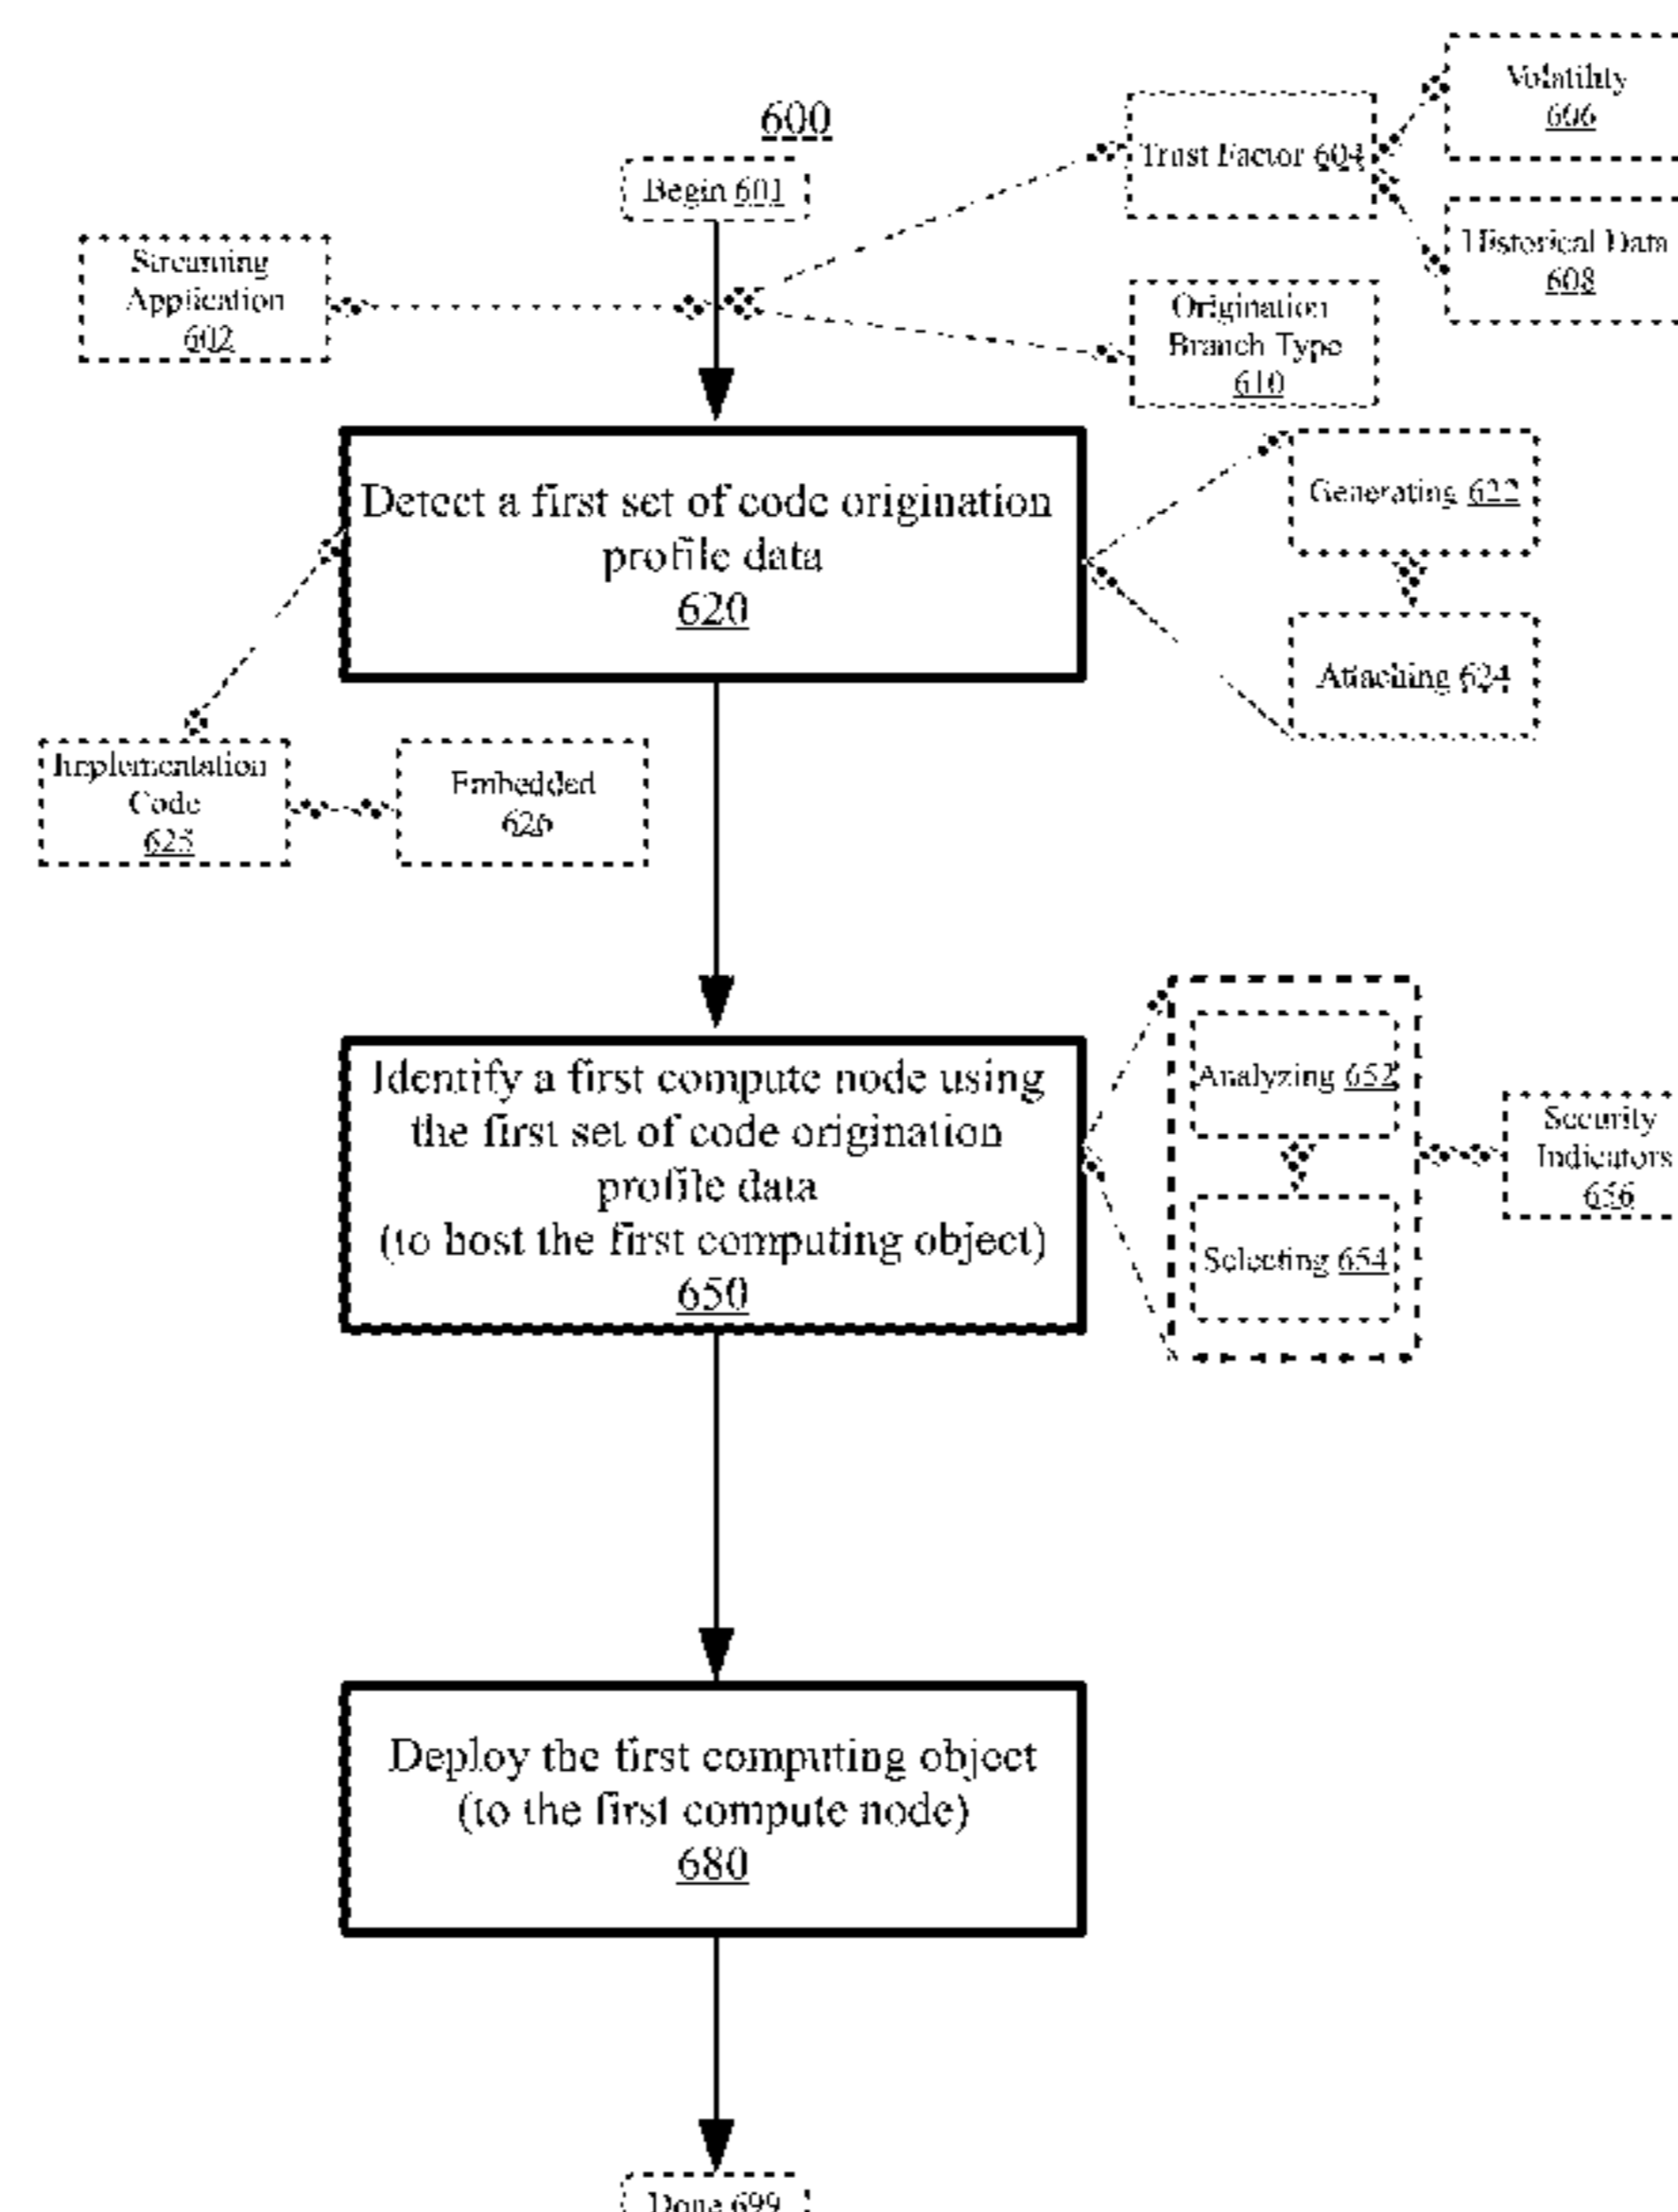 600
Begin 601
Streaming
Application
602
Trust Factor 604
Volatility
606
Historical Data
608
Origination
Branch Type
610
Detect a first set of code origination
profile data
620
Generating 622
Attaching 624
Implementation
Code
625
Embedded
626
Identify a first compute node using
the first set of code origination
profile data
(to host the first computing object)
650
Analyzing 652
Selecting 654
Security
Indicators
656
Deploy the first computing object
(to the first compute node)
680
Done 699